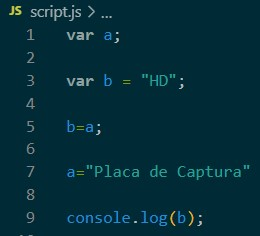 JS script.js > ...
1 var a;
2
3 var b = "HD";
4
5 b=a;
6
7 a="Placa de Captura"
8
9 console.log(b);